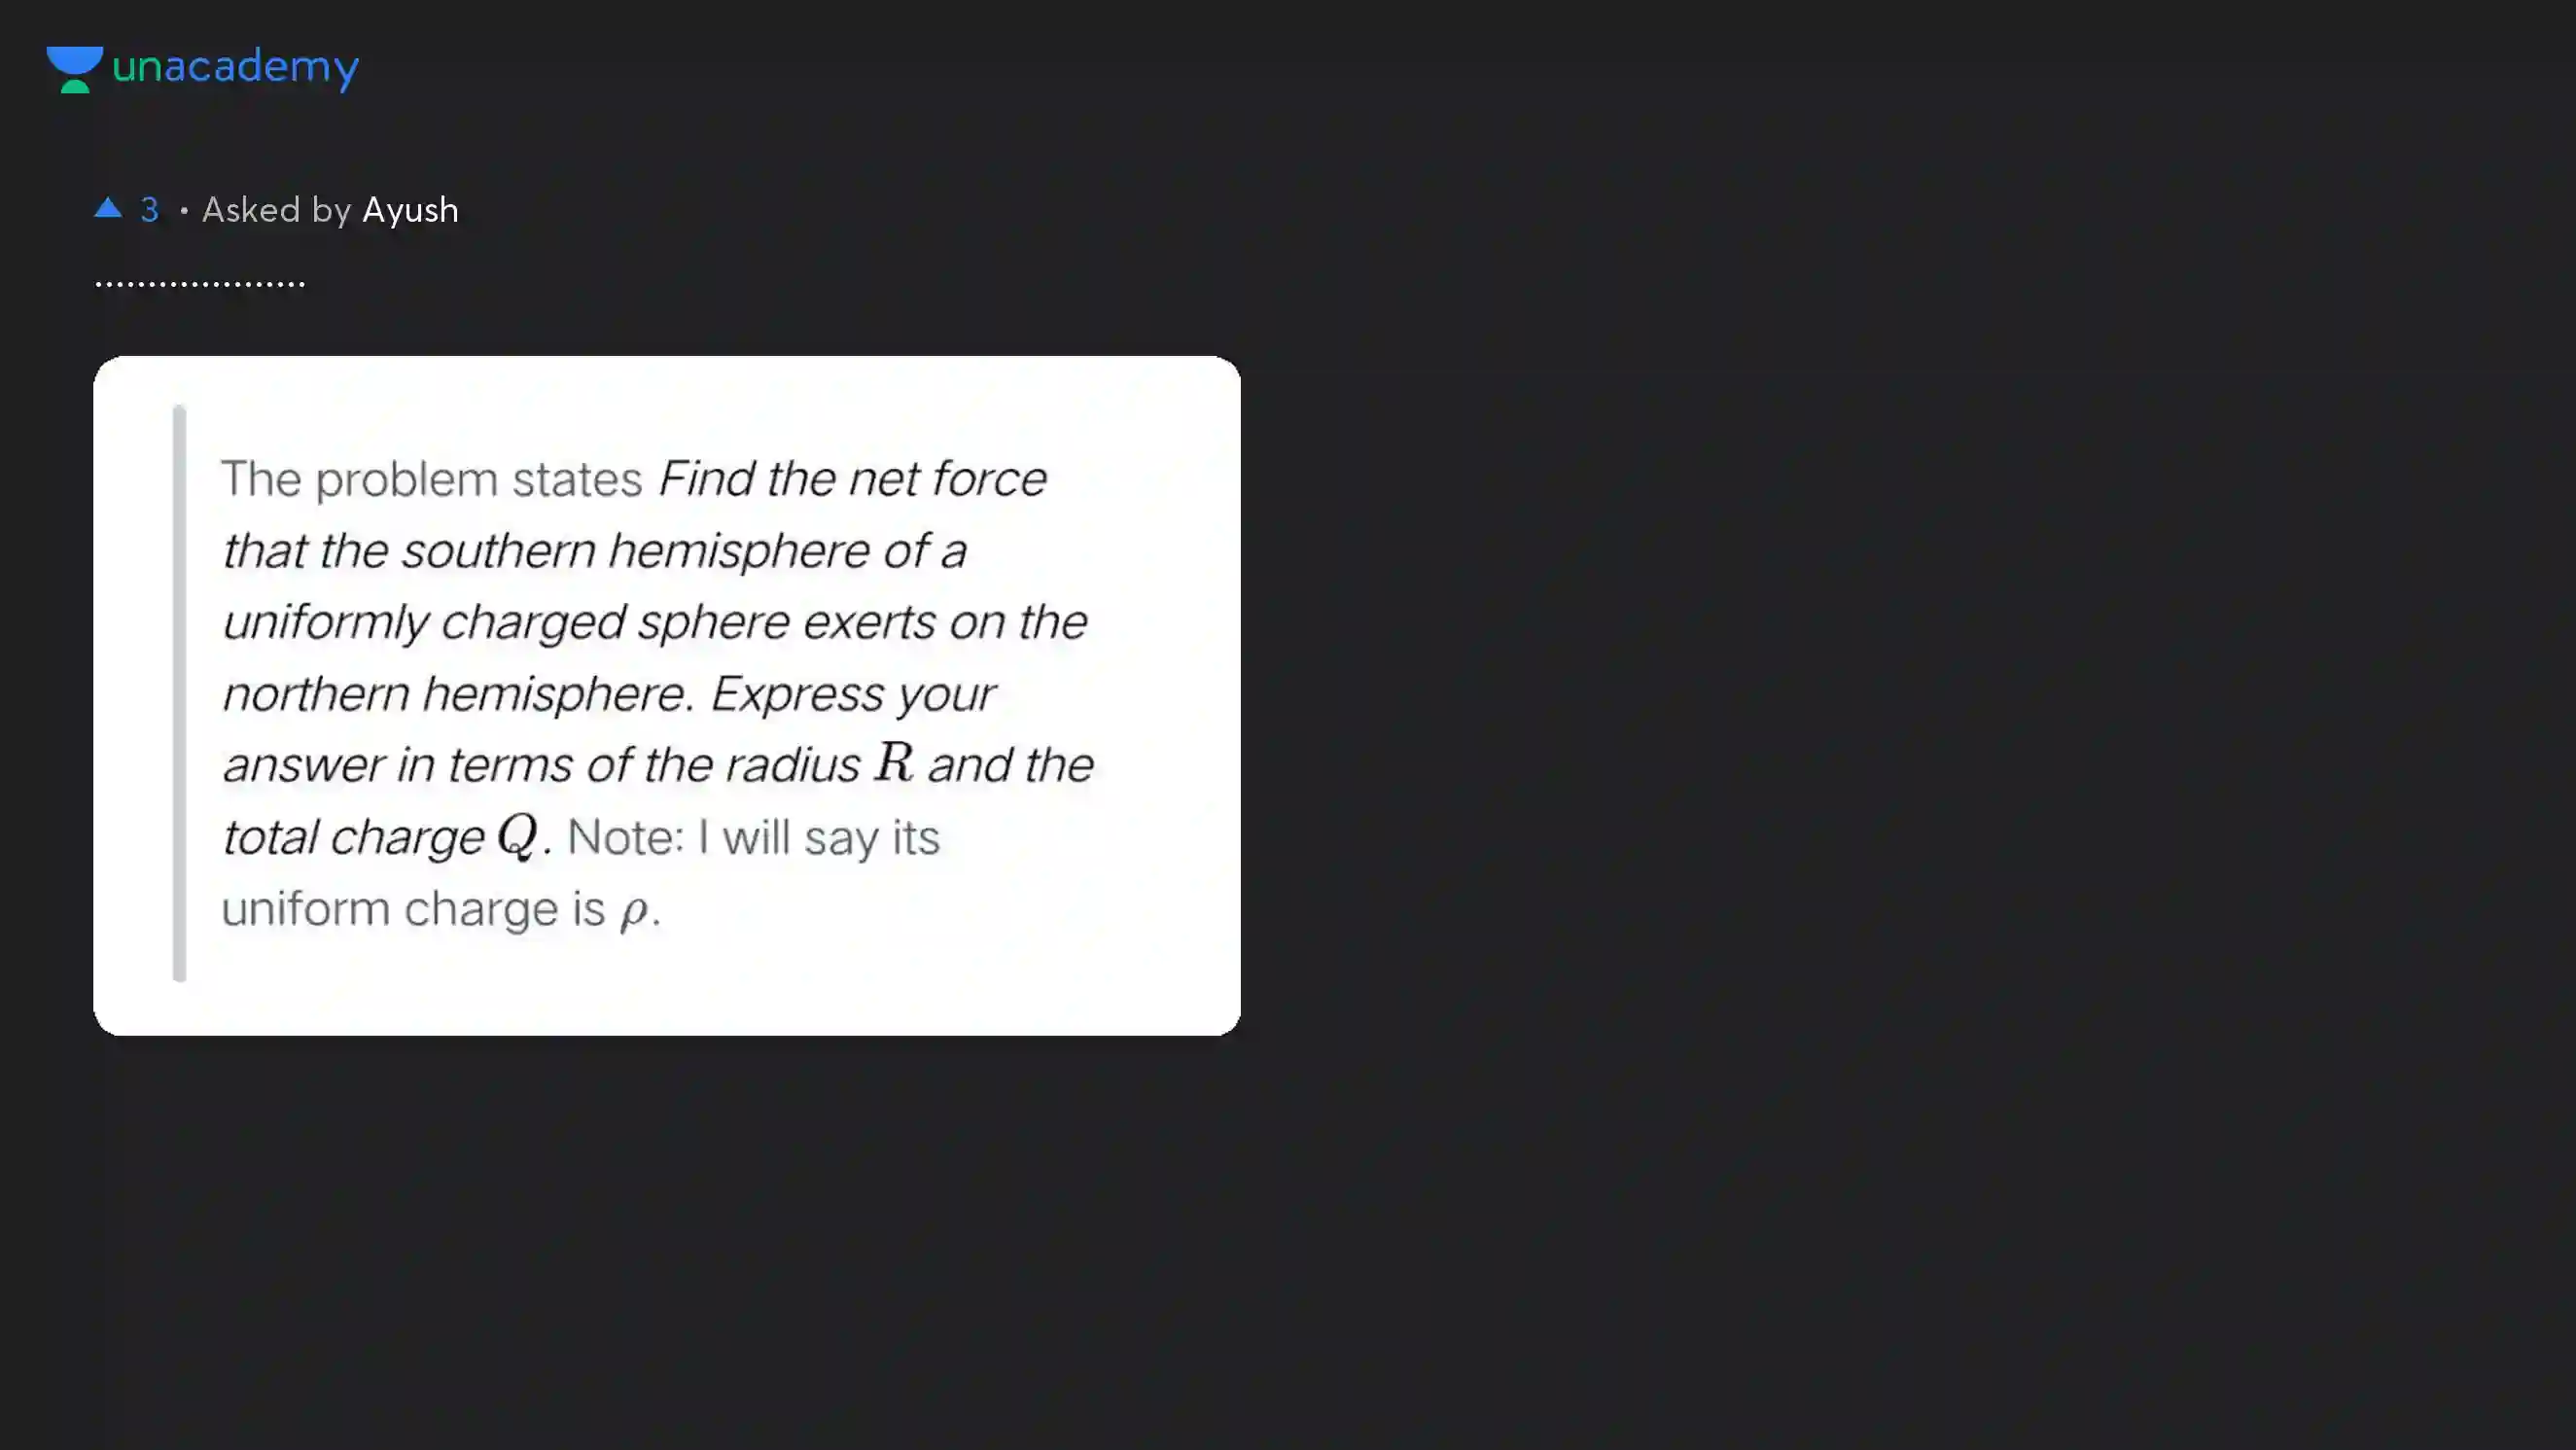 unacademy
▲ 3 • Asked by Ayush
....................
The problem states Find the net force
that the southern hemisphere of a
uniformly charged sphere exerts on the
northern hemisphere. Express your
answer in terms of the radius R and the
total charge Q. Note: I will say its
uniform charge is ρ.